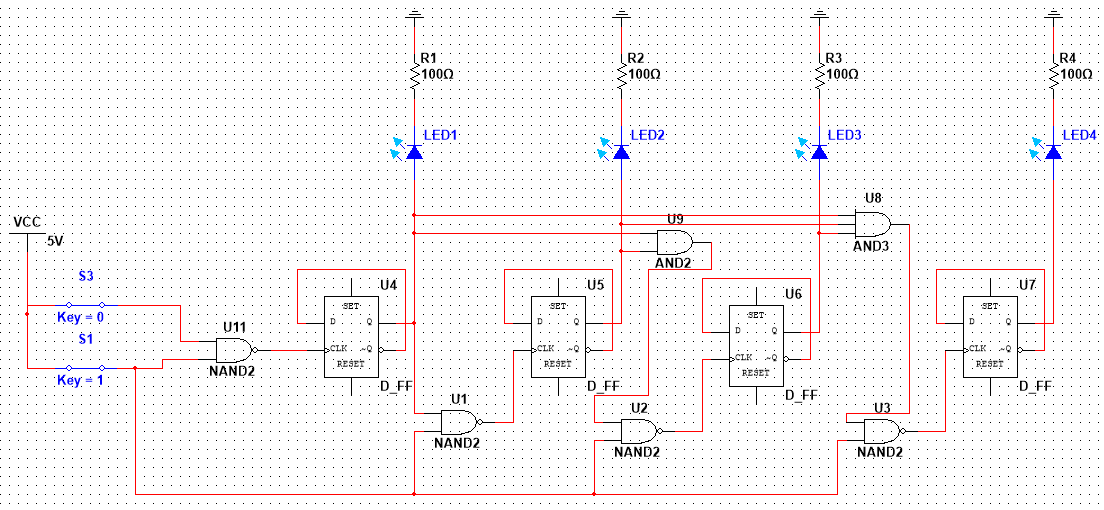 R1
100Ω
R2
100Ω
R3
100Ω
R4
100Ω
LED1
LED2
LED3
LED4
U8
AND3
U9
AND2
VCC
5V
S3
Key = 0
S1
Key = 1
U11
NAND2
U4
SET
D Q
CLK ~Q
RESET
D_FF
U5
SET
D Q
CLK ~Q
RESET
D_FF
U6
SET
D Q
CLK ~Q
RESET
D_FF
U7
SET
D Q
CLK ~Q
RESET
D_FF
U1
NAND2
U2
NAND2
U3
NAND2